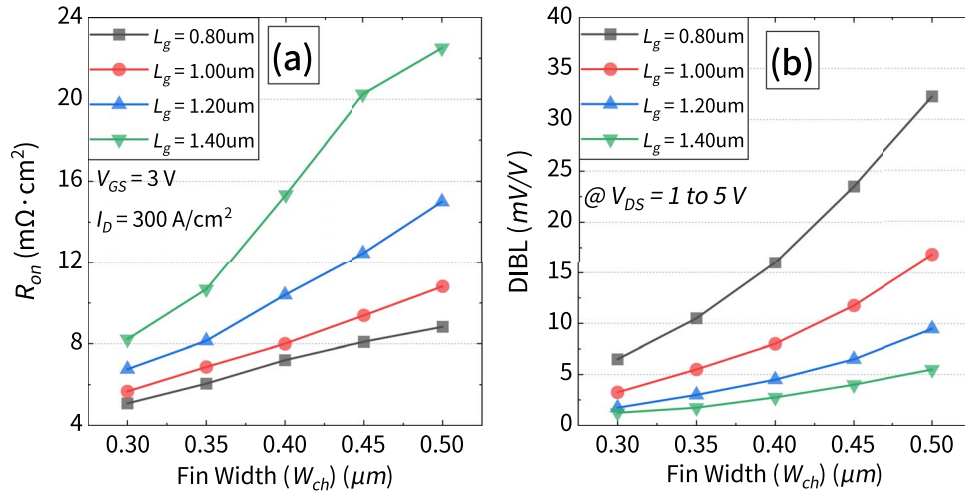 L_g = 0.80um
L_g = 1.00um
L_g = 1.20um
L_g = 1.40um
(a)
V_GS = 3 V
I_D = 300 A/cm²
R_on (mΩ·cm²)
24
20
16
12
8
4
0.30 0.35 0.40 0.45 0.50
Fin Width (W_ch) (μm)
L_g = 0.80um
L_g = 1.00um
L_g = 1.20um
L_g = 1.40um
(b)
@ V_DS = 1 to 5 V
DIBL (mV/V)
40
35
30
25
20
15
10
5
0
0.30 0.35 0.40 0.45 0.50
Fin Width (W_ch) (μm)